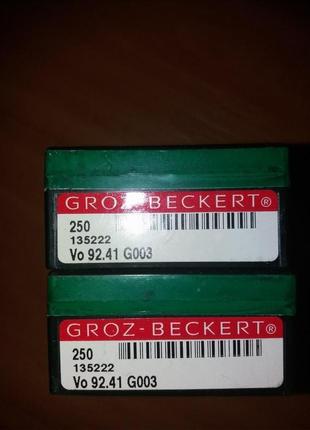 GROZ-BECKERT®
250
135222
Vo 92.41 G003
GROZ-BECKERT®
250
135222
Vo 92.41 G003